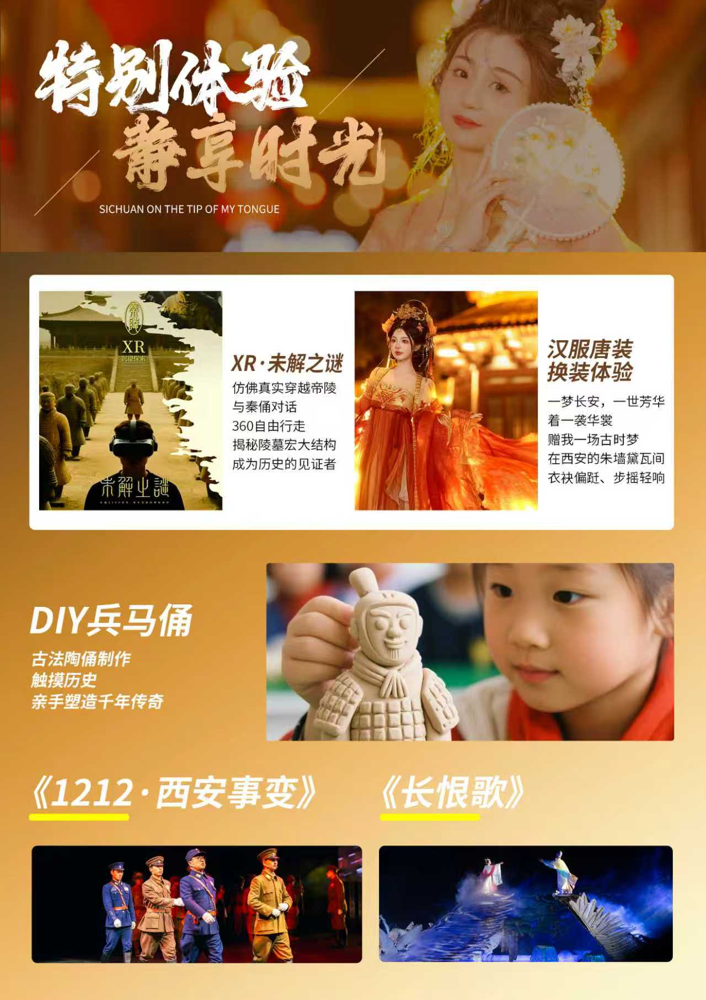 特别体验
静享时光
SICHUAN ON THE TIP OF MY TONGUE
秦陵
XR
沉浸探索
未解之謎
XR·未解之谜
仿佛真实穿越帝陵
与秦俑对话
360自由行走
揭秘陵墓宏大结构
成为历史的见证者
汉服唐装
换装体验
一梦长安，一世芳华
着一袭华裳
赠我一场古时梦
在西安的朱墙黛瓦间
衣袂偏跹、步摇轻响
DIY兵马俑
古法陶俑制作
触摸历史
亲手塑造千年传奇
《1212·西安事变》
《长恨歌》